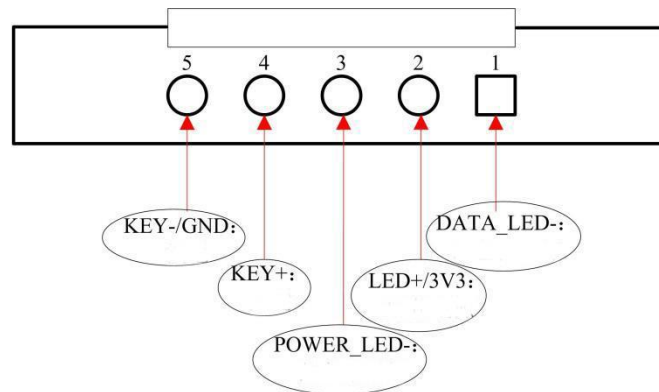 5 4 3 2 1
KEY-/GND：
DATA_LED-：
KEY+：
LED+/3V3：
POWER_LED-：